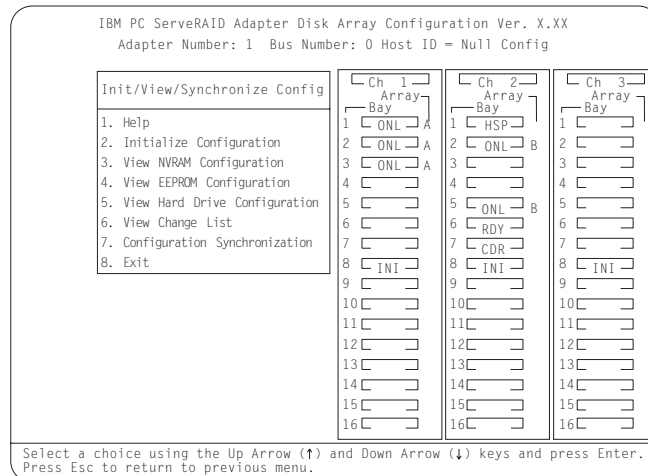 IBM PC ServeRAID Adapter Disk Array Configuration Ver. X.XX
Adapter Number: 1 Bus Number: 0 Host ID = Null Config
Init/View/Synchronize Config
1. Help
2. Initialize Configuration
3. View NVRAM Configuration
4. View EEPROM Configuration
5. View Hard Drive Configuration
6. View Change List
7. Configuration Synchronization
8. Exit
Ch 1
Array
Bay
1 ONL A
2 ONL A
3 ONL A
4
5
6
7
8 INI
9
10
11
12
13
14
15
16
Ch 2
Array
Bay
1 HSP
2 ONL B
3
4
5 ONL B
6 RDY
7 CDR
8 INI
9
10
11
12
13
14
15
16
Ch 3
Array
Bay
1
2
3
4
5
6
7
8 INI
9
10
11
12
13
14
15
16
Select a choice using the Up Arrow (↑) and Down Arrow (↓) keys and press Enter.
Press Esc to return to previous menu.